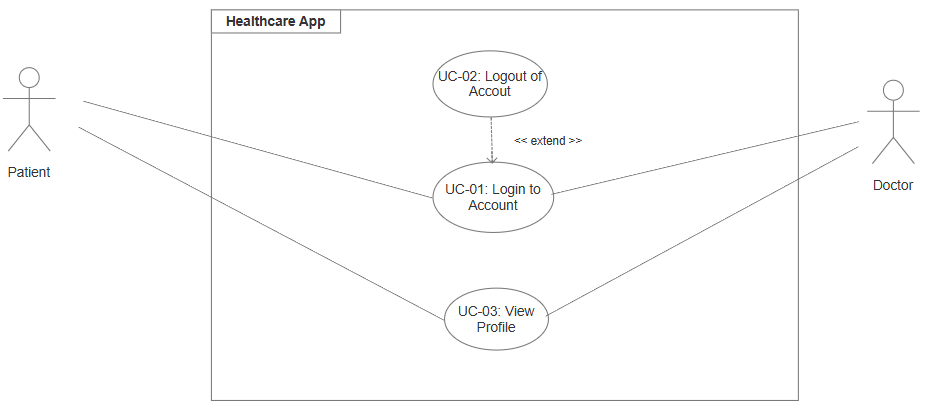 Healthcare App
UC-02: Logout of
Accout
<< extend >>
Patient
UC-01: Login to
Account
Doctor
UC-03: View
Profile